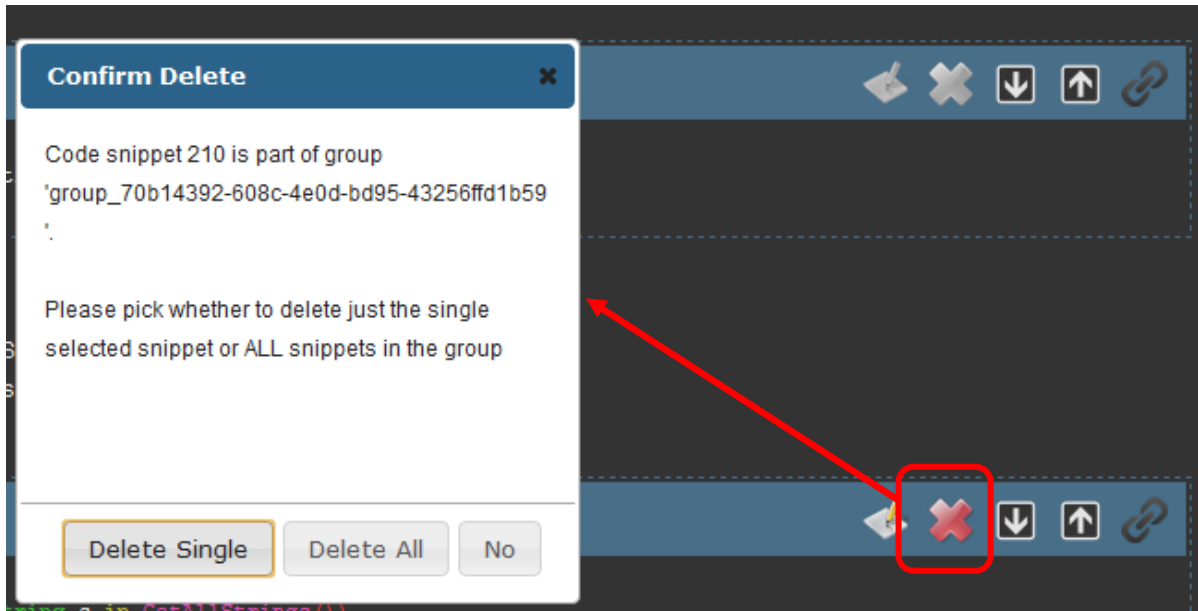 Confirm Delete
Code snippet 210 is part of group
'group_70b14392-608c-4e0d-bd95-43256ffd1b59
'.
Please pick whether to delete just the single
selected snippet or ALL snippets in the group
Delete Single Delete All No
in